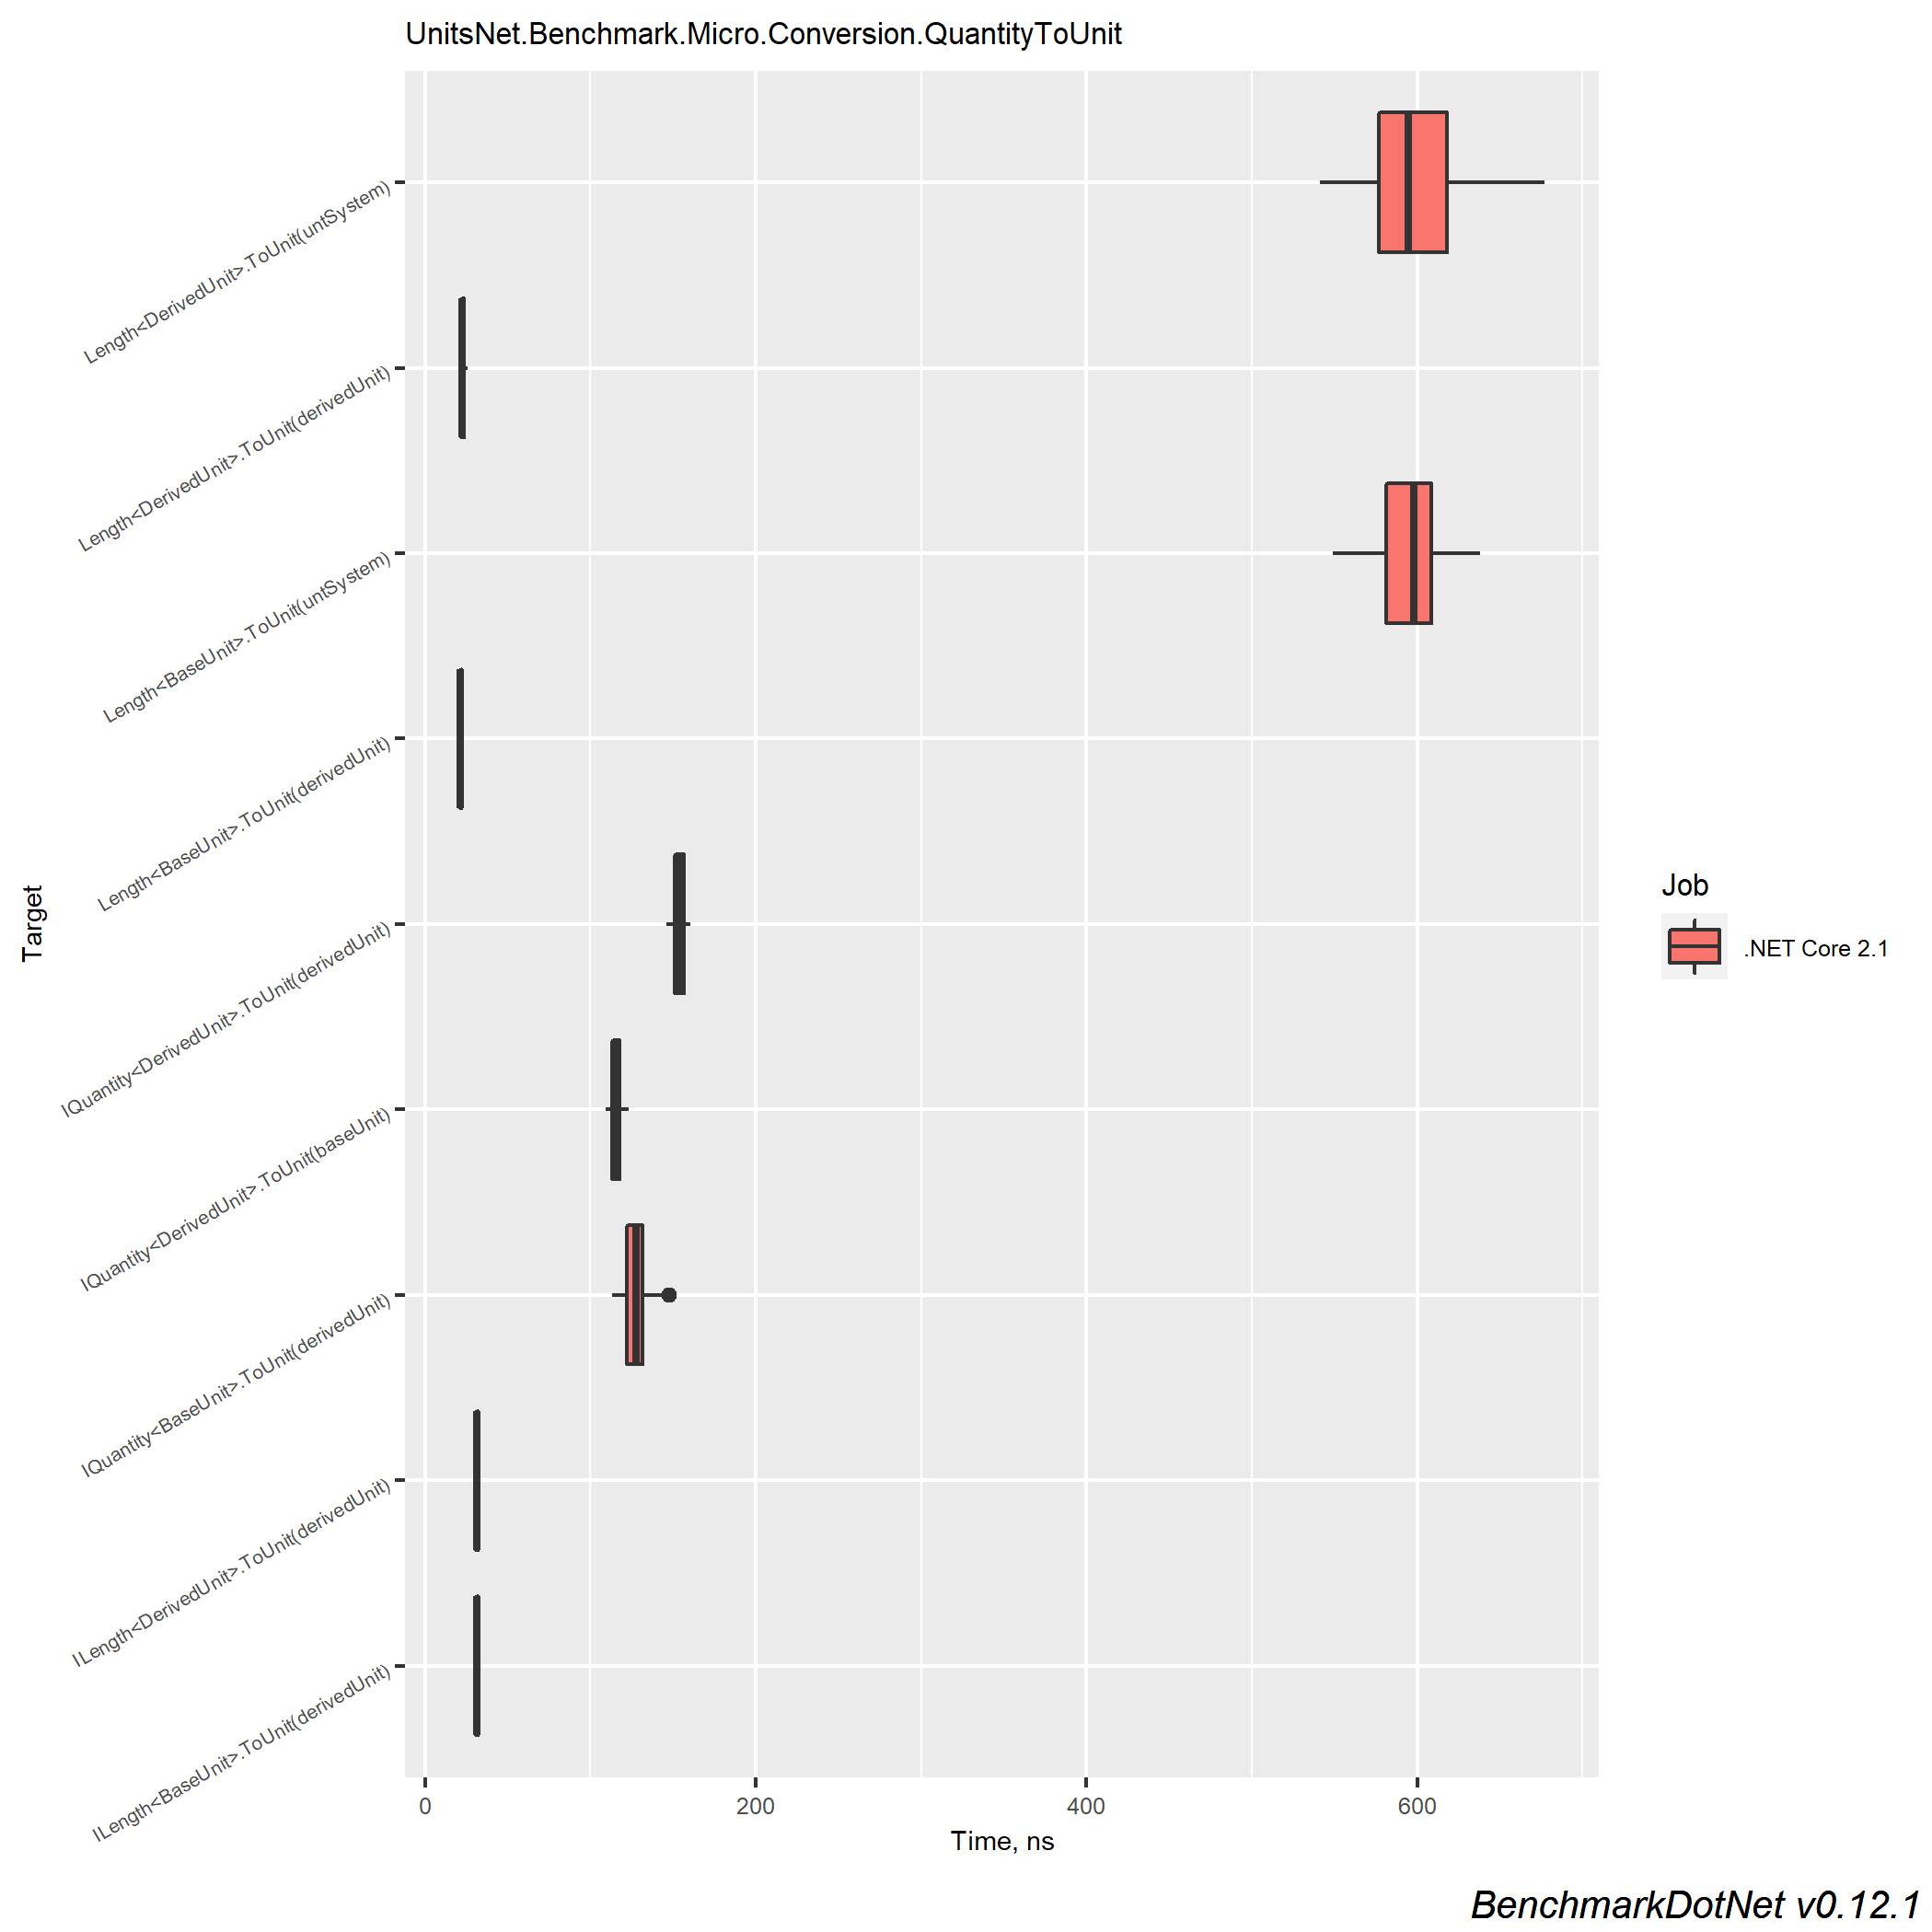 UnitsNet.Benchmark.Micro.Conversion.QuantityToUnit
Length<DerivedUnit>.ToUnit(untSystem)
Length<DerivedUnit>.ToUnit(derivedUnit)
Length<BaseUnit>.ToUnit(untSystem)
Length<BaseUnit>.ToUnit(derivedUnit)
IQuantity<DerivedUnit>.ToUnit(derivedUnit)
IQuantity<DerivedUnit>.ToUnit(baseUnit)
IQuantity<BaseUnit>.ToUnit(derivedUnit)
ILength<DerivedUnit>.ToUnit(derivedUnit)
ILength<BaseUnit>.ToUnit(derivedUnit)
Target
0 200 400 600
Time, ns
Job
.NET Core 2.1
BenchmarkDotNet v0.12.1